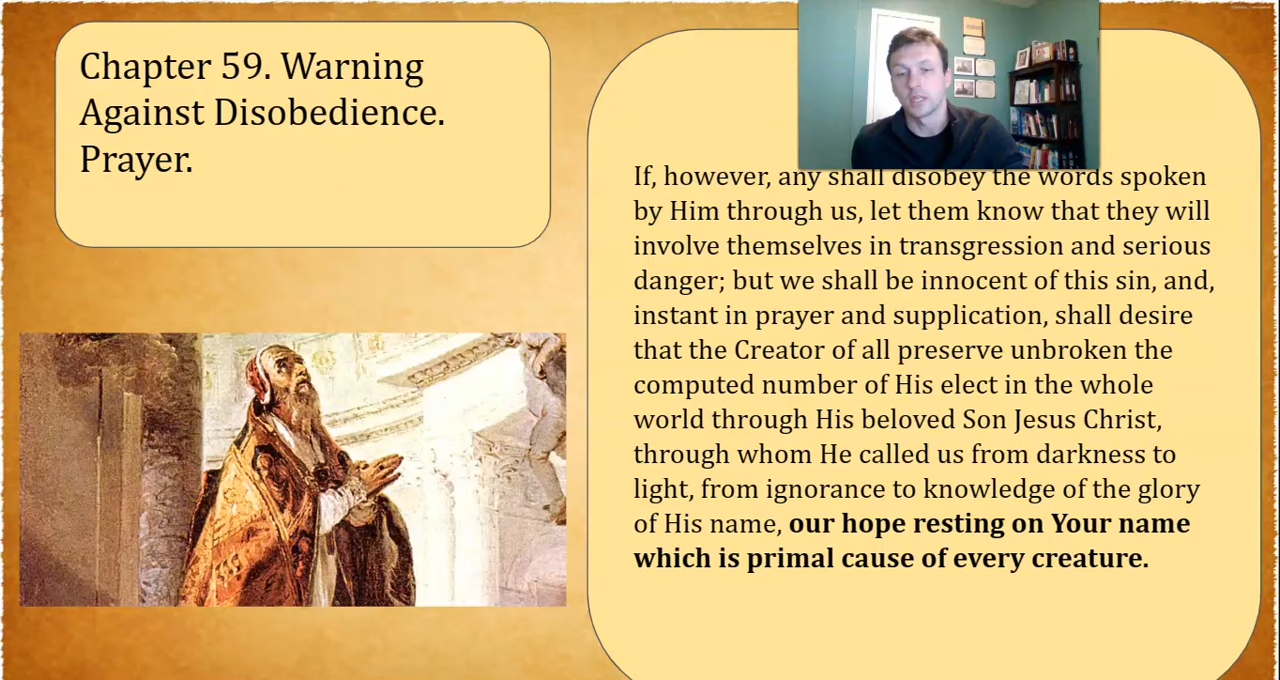 Chapter 59. Warning
Against Disobedience.
Prayer.
If, however, any shall disobey the words spoken
by Him through us, let them know that they will
involve themselves in transgression and serious
danger; but we shall be innocent of this sin, and,
instant in prayer and supplication, shall desire
that the Creator of all preserve unbroken the
computed number of His elect in the whole
world through His beloved Son Jesus Christ,
through whom He called us from darkness to
light, from ignorance to knowledge of the glory
of His name, our hope resting on Your name
which is primal cause of every creature.